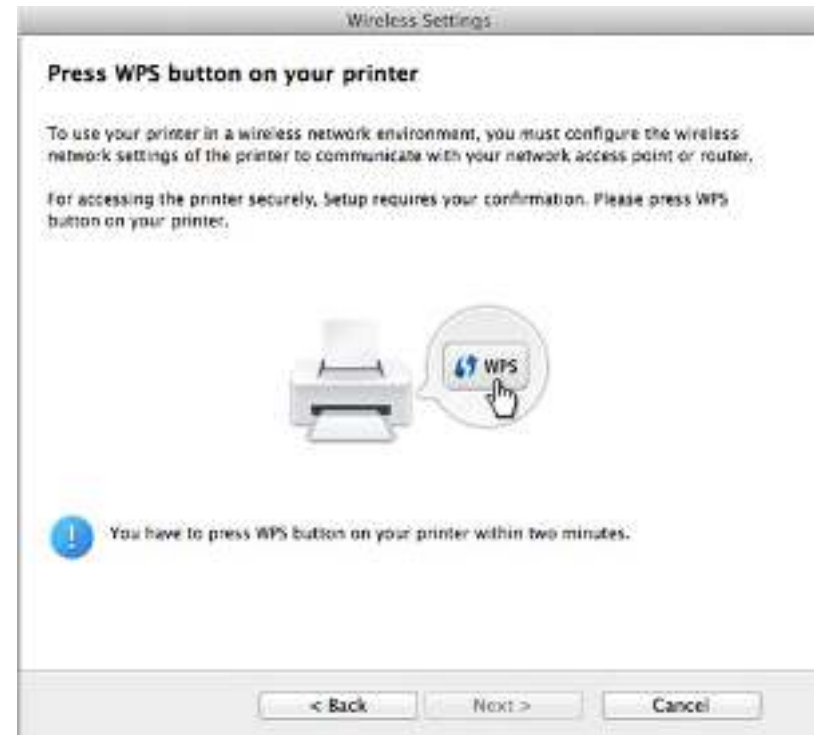 Wireless Settings
Press WPS button on your printer
To use your printer in a wireless network environment, you must configure the wireless
network settings of the printer to communicate with your network access point or router.
For accessing the printer securely, Setup requires your confirmation. Please press WPS
button on your printer.
WPS
You have to press WPS button on your printer within two minutes.
< Back
Next >
Cancel